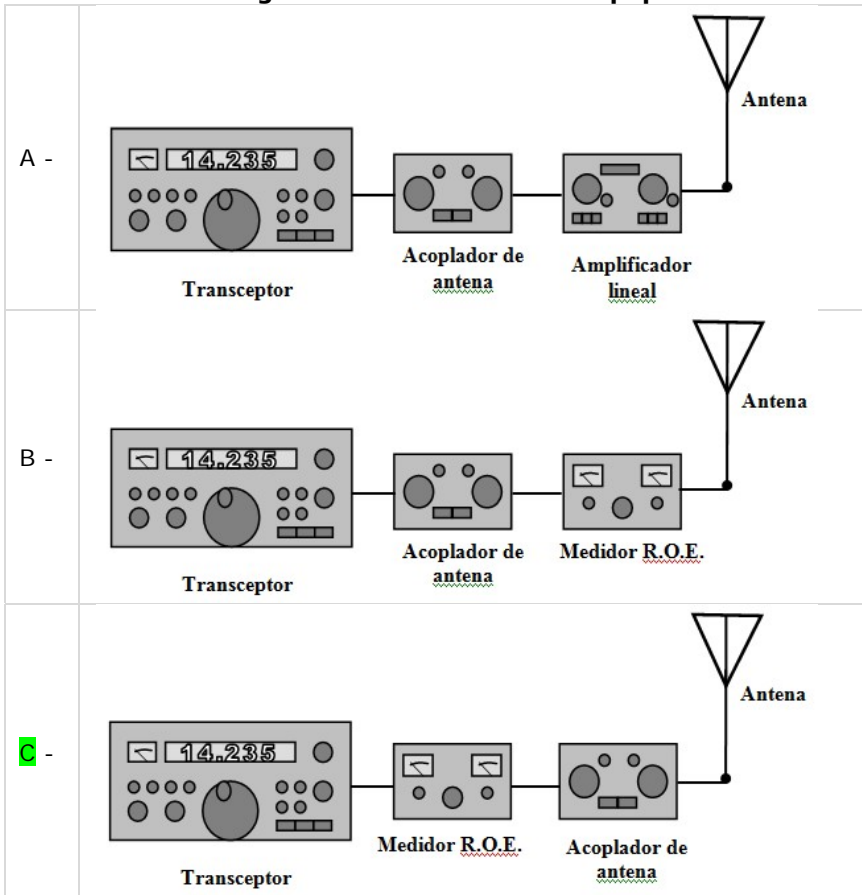 A -
14.235
Transceptor
Acoplador de
antena
Amplificador
lineal
Antena
B -
14.235
Transceptor
Acoplador de
antena
Medidor R.O.E.
Antena
C -
14.235
Transceptor
Medidor R.O.E.
Acoplador de
antena
Antena